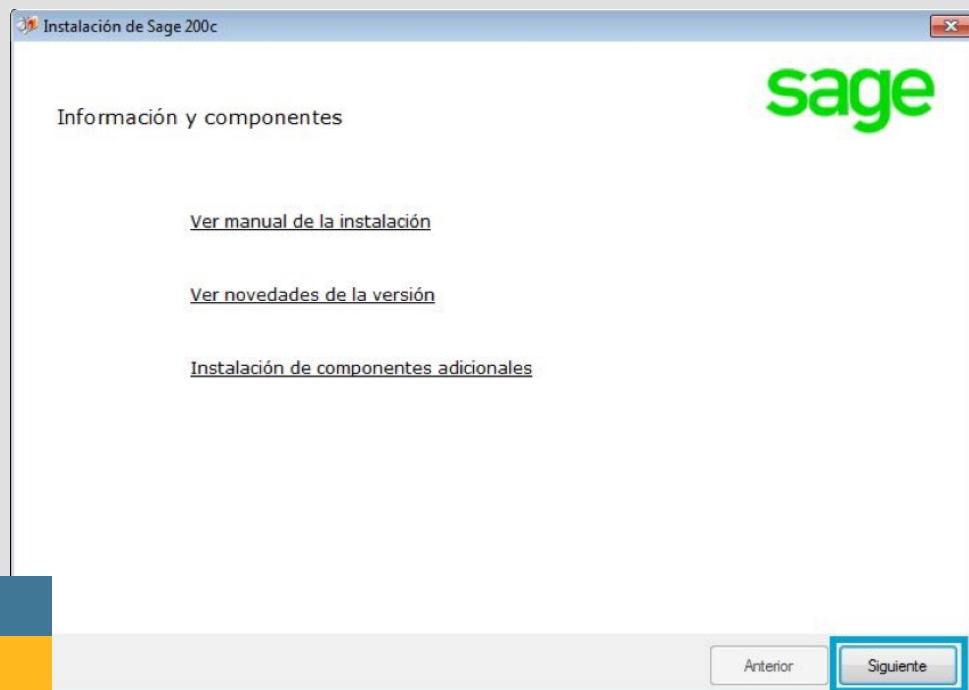 Instalación de Sage 200c
sage
Información y componentes
Ver manual de la instalación
Ver novedades de la versión
Instalación de componentes adicionales
Anterior Siguiente